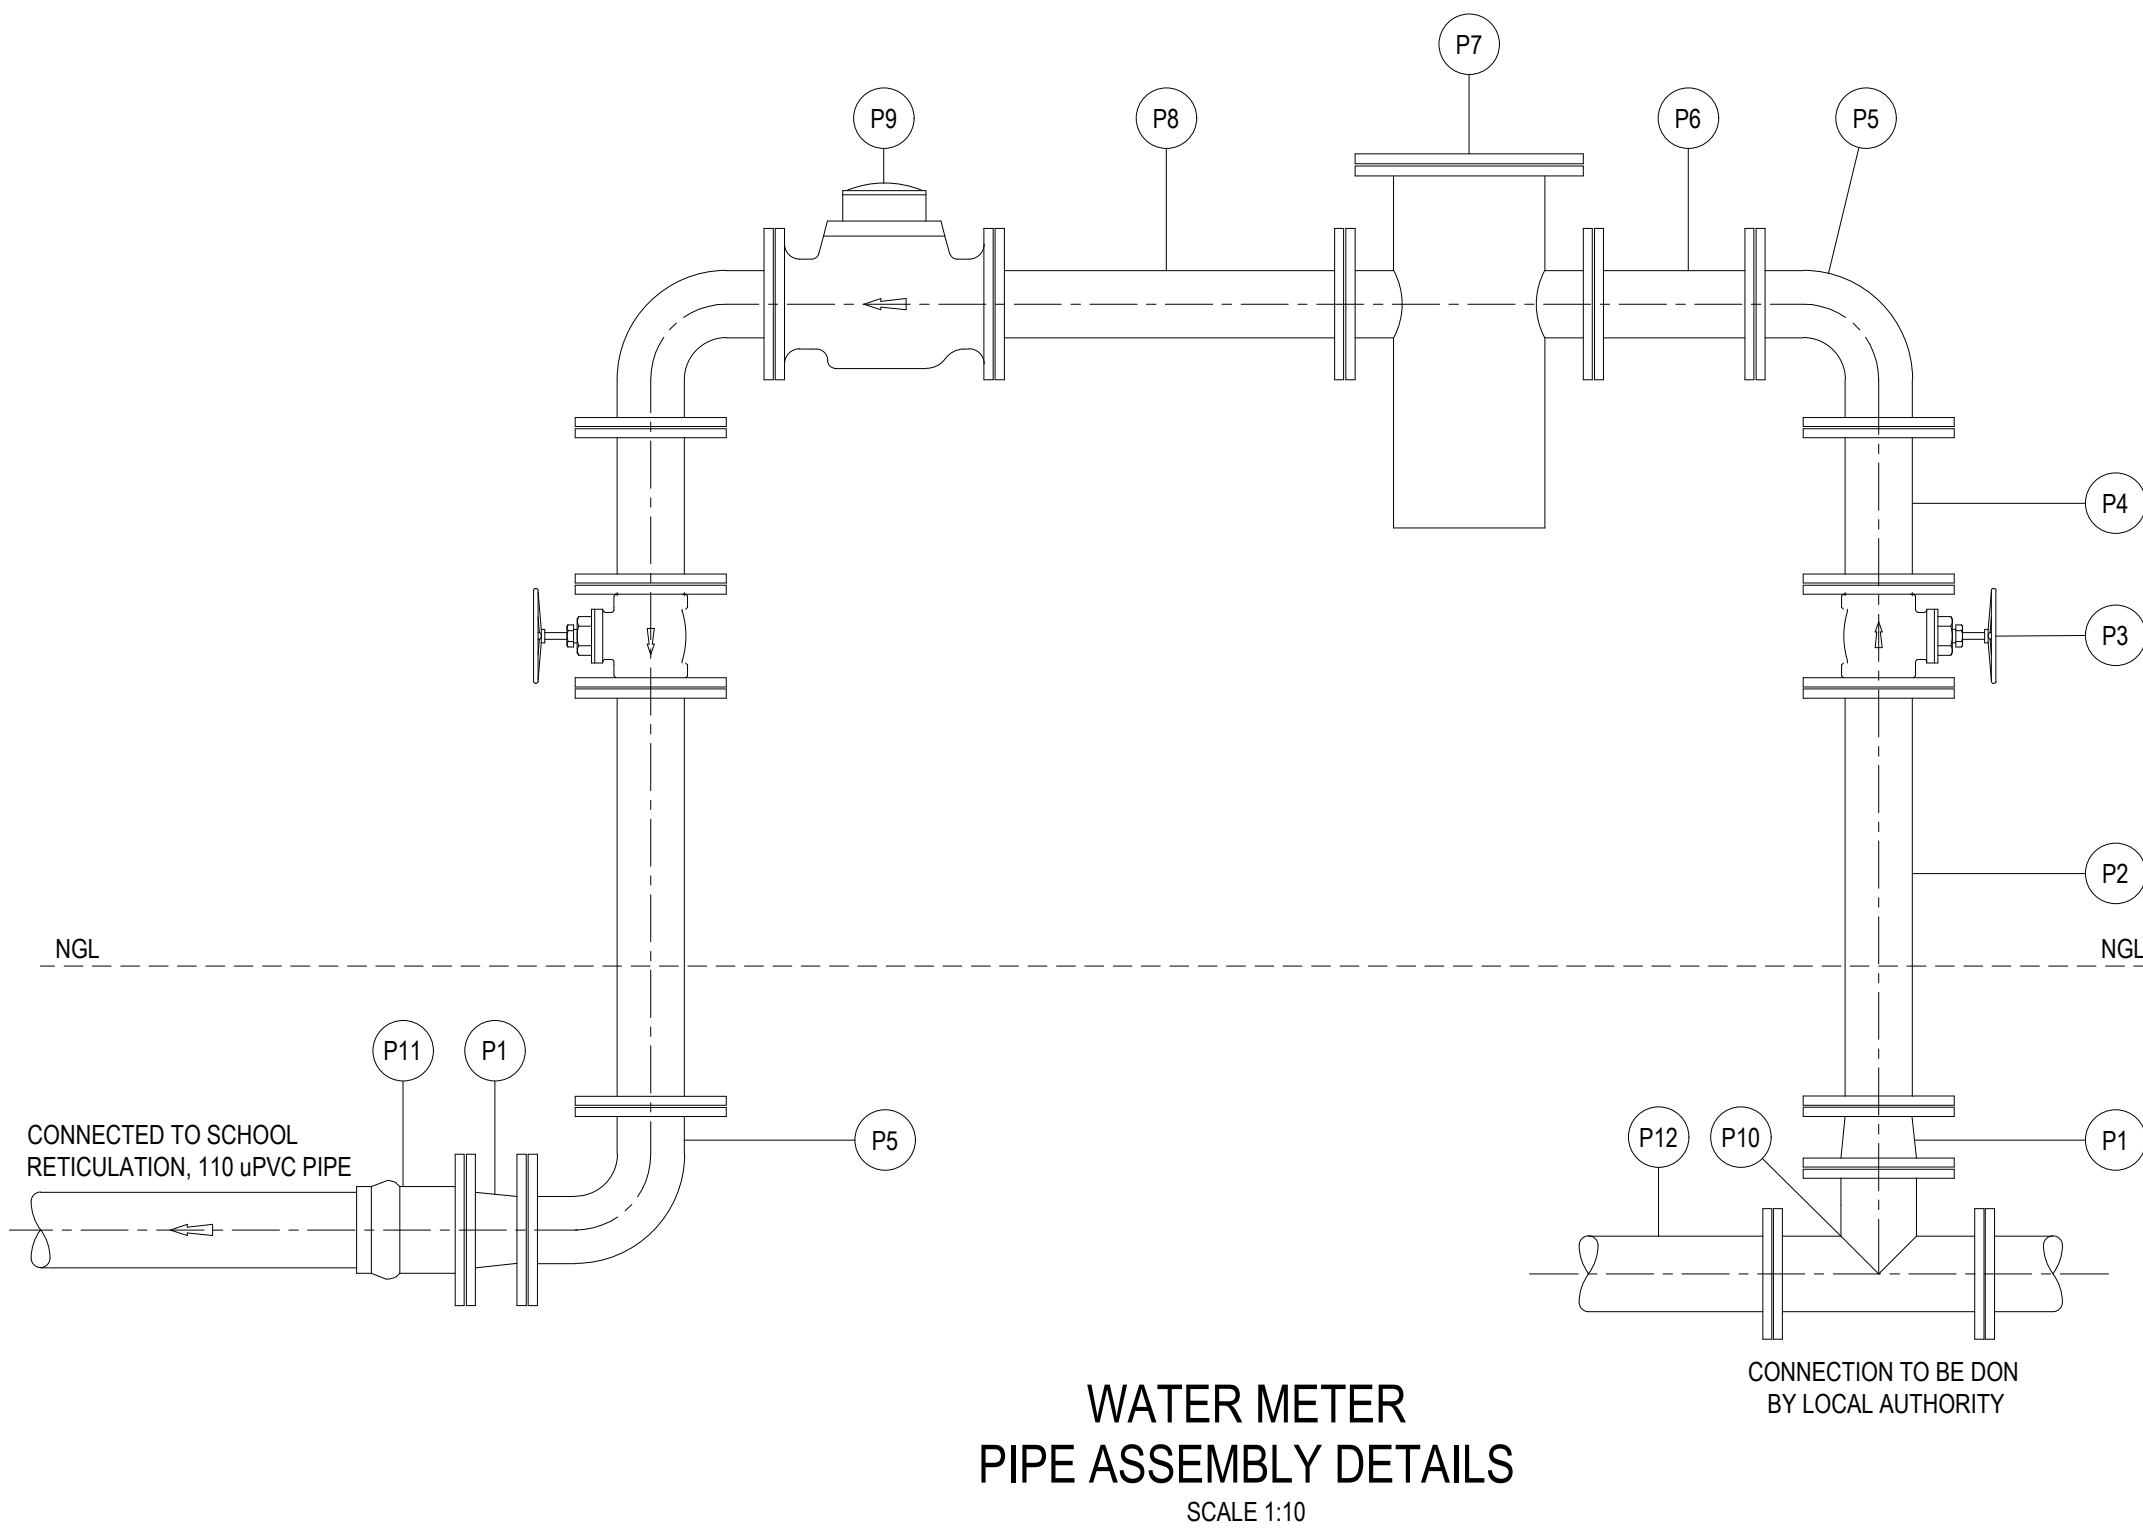 P7
P9
P8
P6
P5
P4
P3
P2
NGL
NGL
P11
P1
CONNECTED TO SCHOOL
RETICULATION, 110 uPVC PIPE
P5
P12
P10
P1
CONNECTION TO BE DON
BY LOCAL AUTHORITY
WATER METER
PIPE ASSEMBLY DETAILS
SCALE 1:10